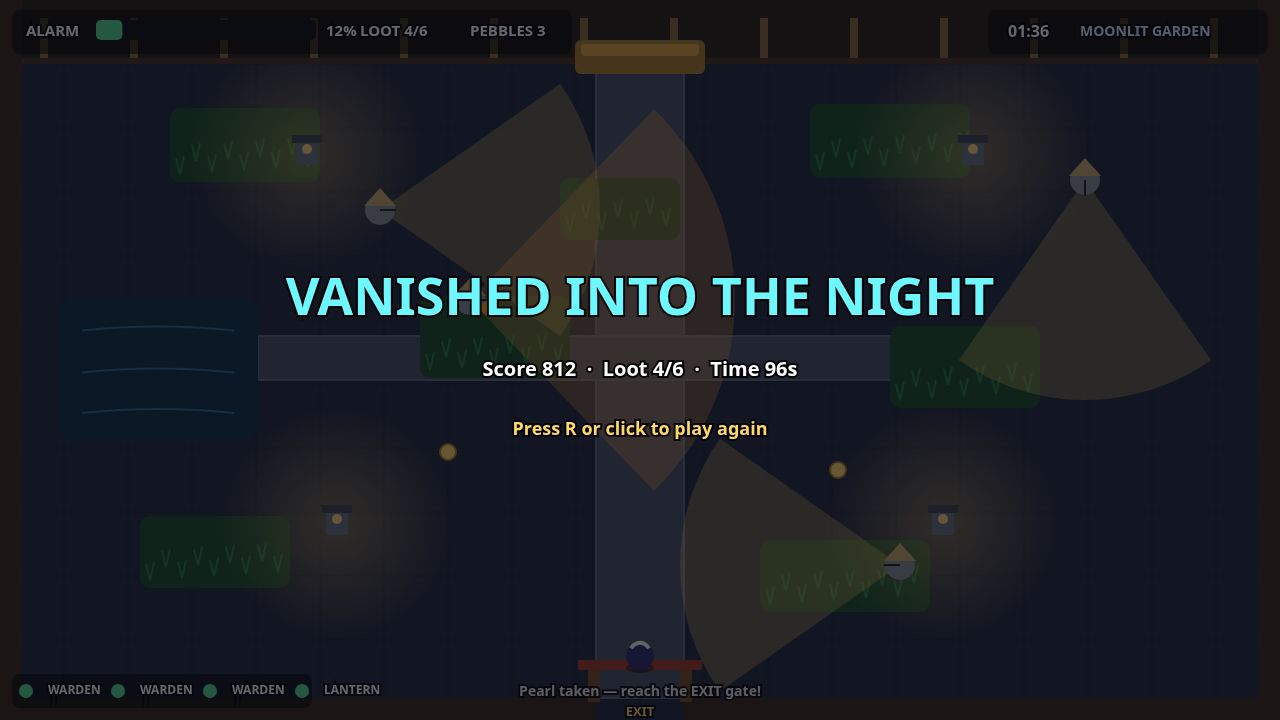 ALARM 12% LOOT 4/6 PEBBLES 3 01:36 MOONLIT GARDEN
VANISHED INTO THE NIGHT
Score 812 · Loot 4/6 · Time 96s
Press R or click to play again
WARDEN WARDEN WARDEN LANTERN
Pearl taken — reach the EXIT gate!
EXIT